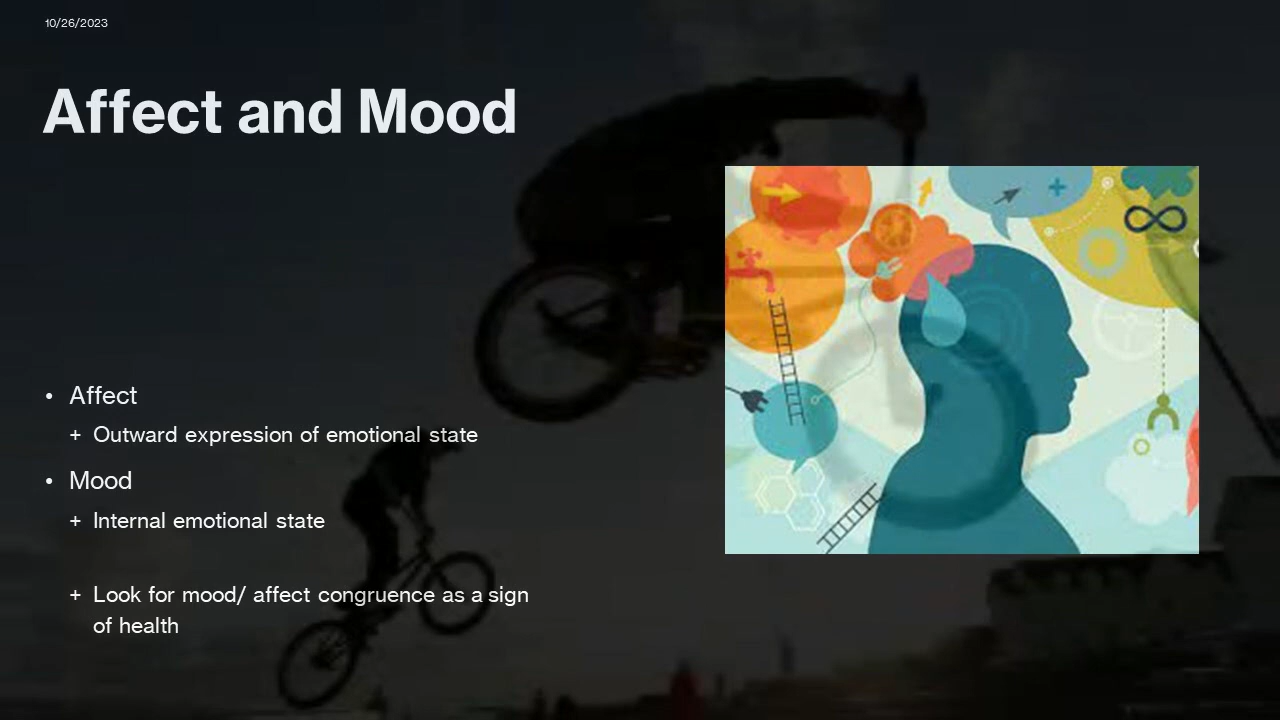 10/26/2023
Affect and Mood
• Affect
+ Outward expression of emotional state
• Mood
+ Internal emotional state
+ Look for mood/ affect congruence as a sign
of health